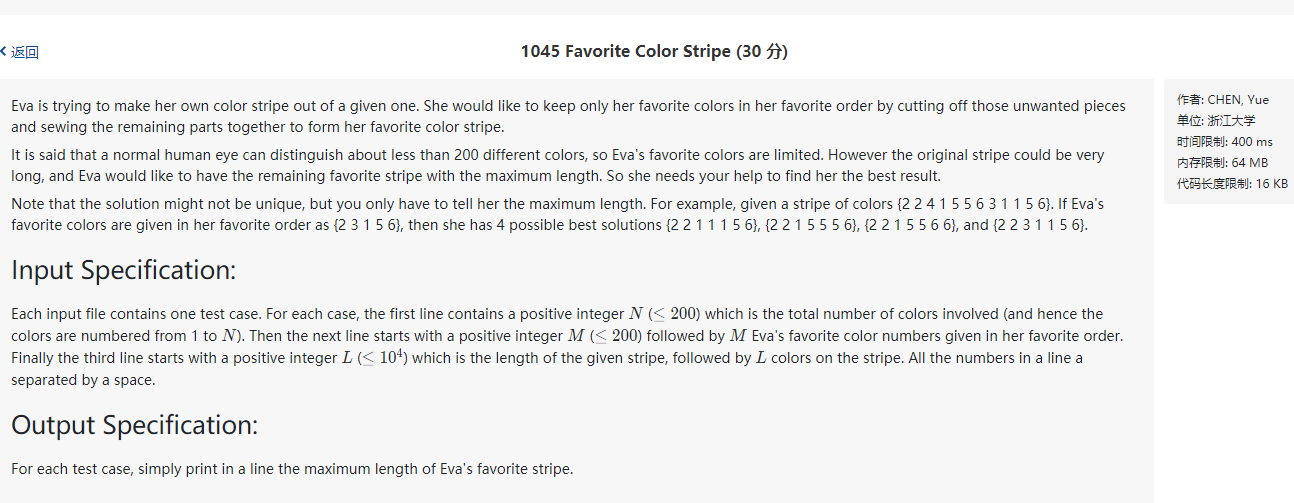 返回
1045 Favorite Color Stripe (30 分)
Eva is trying to make her own color stripe out of a given one. She would like to keep only her favorite colors in her favorite order by cutting off those unwanted pieces
and sewing the remaining parts together to form her favorite color stripe.
It is said that a normal human eye can distinguish about less than 200 different colors, so Eva's favorite colors are limited. However the original stripe could be very
long, and Eva would like to have the remaining favorite stripe with the maximum length. So she needs your help to find her the best result.
Note that the solution might not be unique, but you only have to tell her the maximum length. For example, given a stripe of colors {2 2 4 1 5 5 6 3 1 1 5 6}. If Eva's
favorite colors are given in her favorite order as {2 3 1 5 6}, then she has 4 possible best solutions {2 2 1 1 1 5 6}, {2 2 1 5 5 5 6}, {2 2 1 5 5 6 6}, and {2 2 3 1 1 5 6}.
Input Specification:
Each input file contains one test case. For each case, the first line contains a positive integer N (≤ 200) which is the total number of colors involved (and hence the
colors are numbered from 1 to N). Then the next line starts with a positive integer M (≤ 200) followed by M Eva's favorite color numbers given in her favorite order.
Finally the third line starts with a positive integer L (≤ 10⁴) which is the length of the given stripe, followed by L colors on the stripe. All the numbers in a line a
separated by a space.
Output Specification:
For each test case, simply print in a line the maximum length of Eva's favorite stripe.
作者: CHEN, Yue
单位: 浙江大学
时间限制: 400 ms
内存限制: 64 MB
代码长度限制: 16 KB